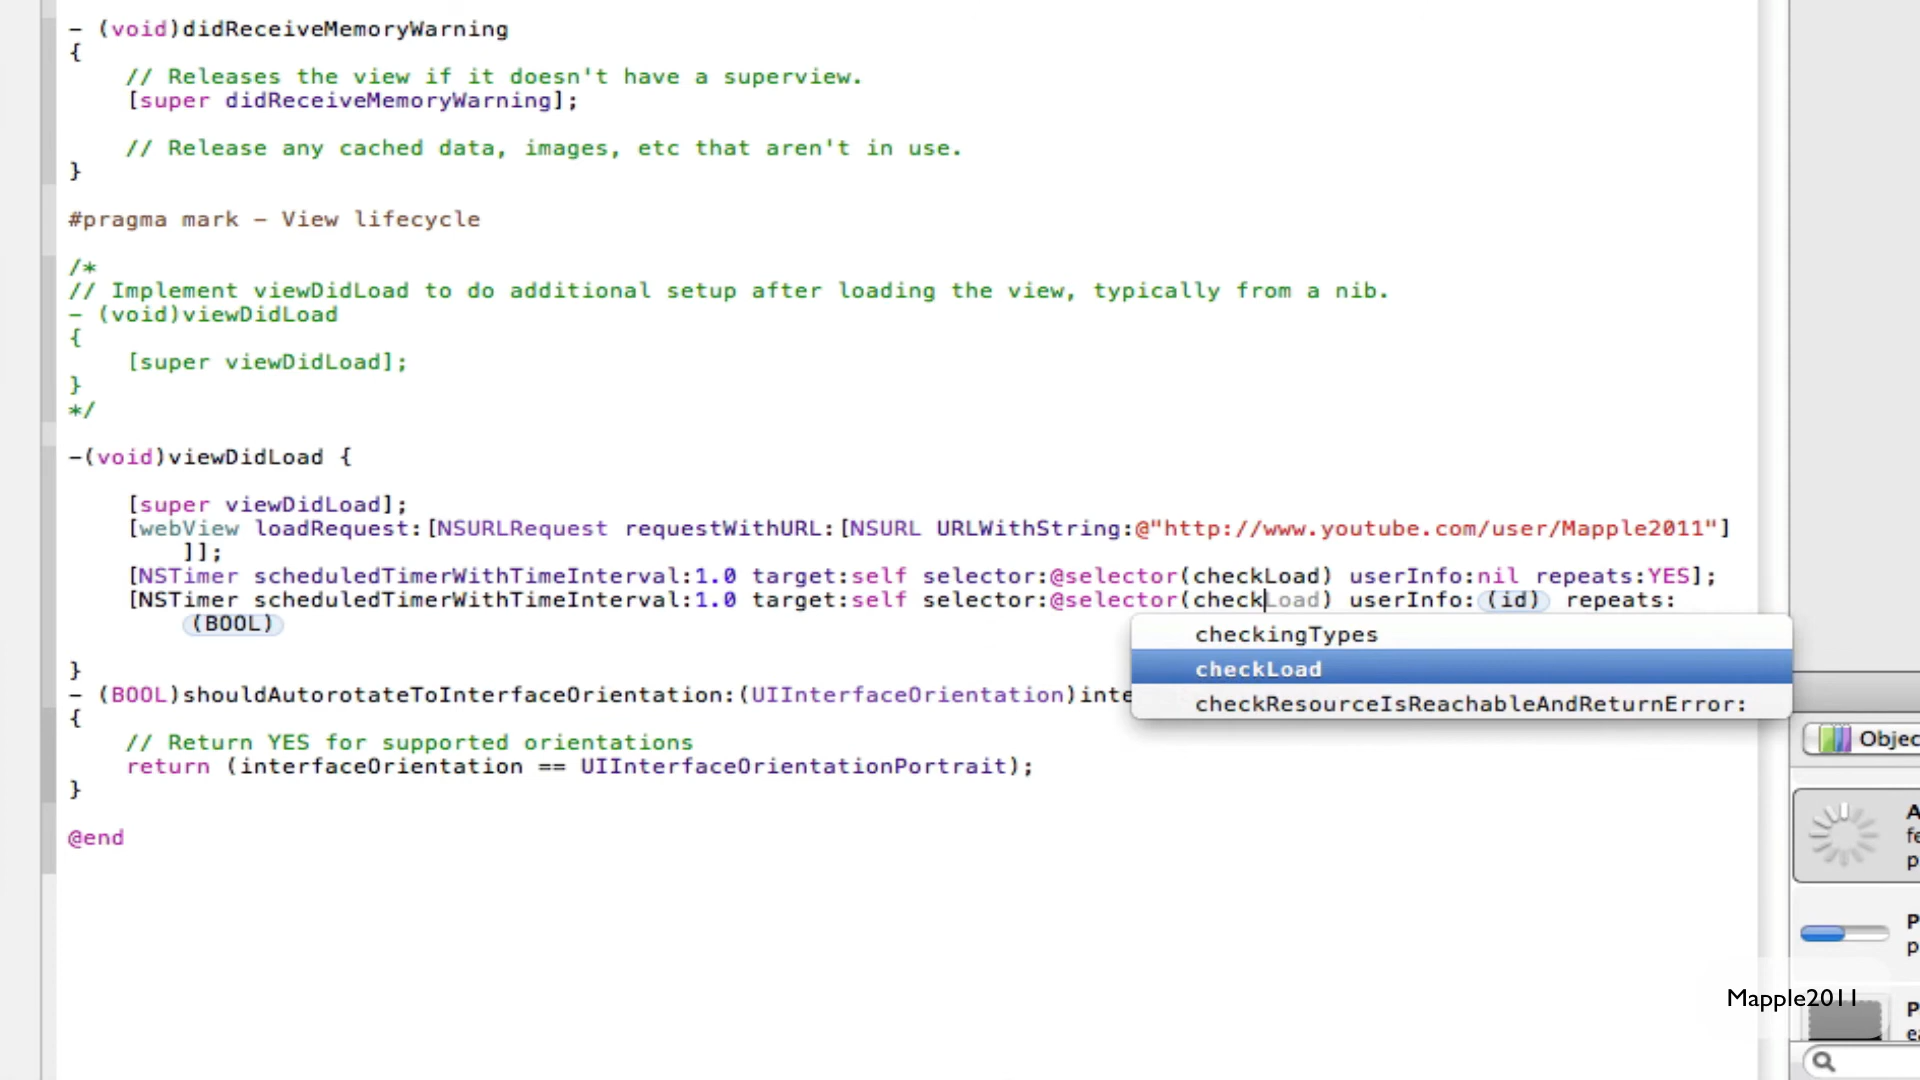 - (void)didReceiveMemoryWarning
{
// Releases the view if it doesn't have a superview.
[super didReceiveMemoryWarning];
// Release any cached data, images, etc that aren't in use.
}
#pragma mark - View lifecycle
/*
// Implement viewDidLoad to do additional setup after loading the view, typically from a nib.
- (void)viewDidLoad
{
[super viewDidLoad];
}
*/
-(void)viewDidLoad {
[super viewDidLoad];
[webView loadRequest:[NSURLRequest requestWithURL:[NSURL URLWithString:@"http://www.youtube.com/user/Mapple2011"]
]];
[NSTimer scheduledTimerWithTimeInterval:1.0 target:self selector:@selector(checkLoad) userInfo:nil repeats:YES];
[NSTimer scheduledTimerWithTimeInterval:1.0 target:self selector:@selector(checkLoad) userInfo:(id) repeats:
(BOOL)
checkingTypes
checkLoad
checkResourceIsReachableAndReturnError:
}
- (BOOL)shouldAutorotateToInterfaceOrientation:(UIInterfaceOrientation)inte
{
// Return YES for supported orientations
return (interfaceOrientation == UIInterfaceOrientationPortrait);
}
@end
Objec
A
fe
p
P
p
P
ea
Mapple2011